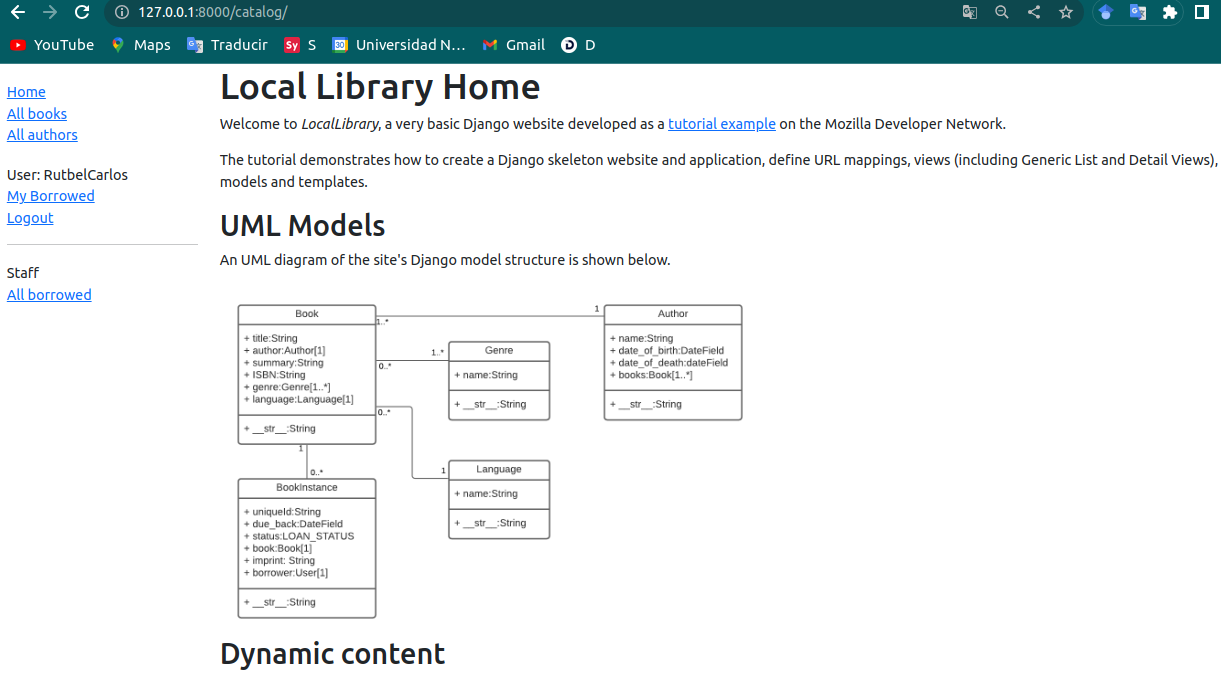 127.0.0.1:8000/catalog/
YouTube Maps Traducir Sy S 30 Universidad N... Gmail D D
Home
All books
All authors
User: RutbelCarlos
My Borrowed
Logout
Staff
All borrowed
Local Library Home
Welcome to LocalLibrary, a very basic Django website developed as a tutorial example on the Mozilla Developer Network.
The tutorial demonstrates how to create a Django skeleton website and application, define URL mappings, views (including Generic List and Detail Views),
models and templates.
UML Models
An UML diagram of the site's Django model structure is shown below.
Book
+ title:String
+ author:Author[1]
+ summary:String
+ ISBN:String
+ genre:Genre[1..*]
+ language:Language[1]
+ __str__:String
1..*
1
0..*
1..*
0..*
1
1
0..*
Author
+ name:String
+ date_of_birth:DateField
+ date_of_death:dateField
+ books:Book[1..*]
+ __str__:String
Genre
+ name:String
+ __str__:String
Language
+ name:String
+ __str__:String
BookInstance
+ uniqueId:String
+ due_back:DateField
+ status:LOAN_STATUS
+ book:Book[1]
+ imprint: String
+ borrower:User[1]
+ __str__:String
Dynamic content